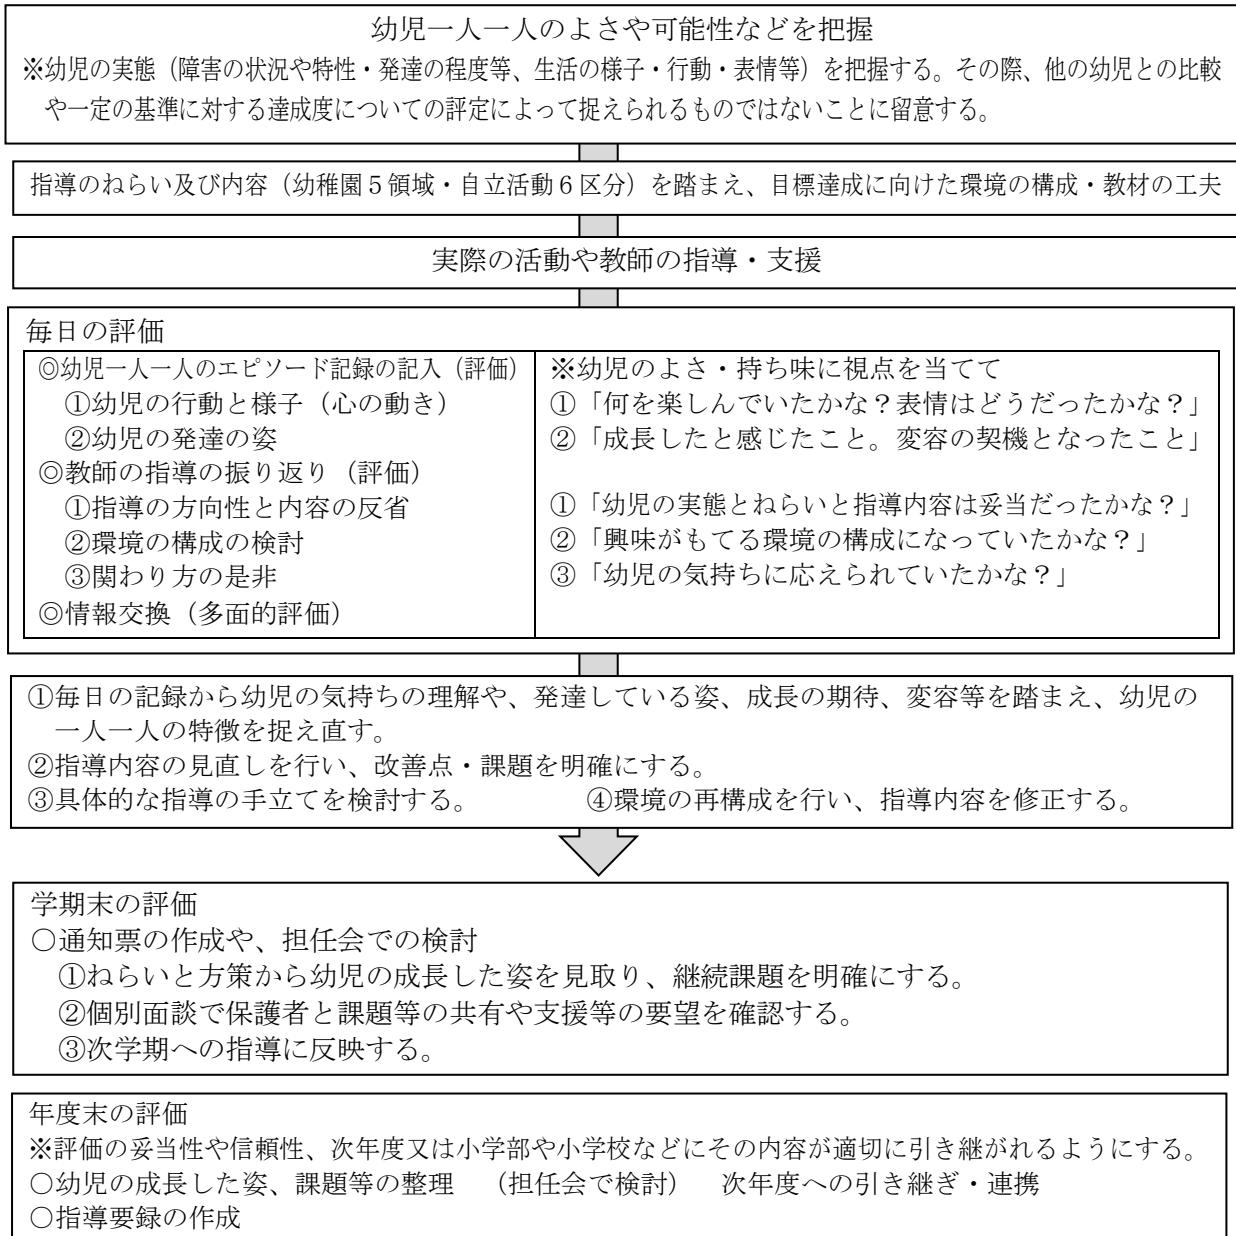 幼児一人一人のよさや可能性などを把握
※幼児の実態（障害の状況や特性・発達の程度等、生活の様子・行動・表情等）を把握する。その際、他の幼児との比較
や一定の基準に対する達成度についての評定によって捉えられるものではないことに留意する。
指導のねらい及び内容（幼稚園５領域・自立活動６区分）を踏まえ、目標達成に向けた環境の構成・教材の工夫
実際の活動や教師の指導・支援
毎日の評価
◎幼児一人一人のエピソード記録の記入（評価）
①幼児の行動と様子（心の動き）
②幼児の発達の姿
◎教師の指導の振り返り（評価）
①指導の方向性と内容の反省
②環境の構成の検討
③関わり方の是非
◎情報交換（多面的評価）
※幼児のよさ・持ち味に視点を当てて
①「何を楽しんでいたかな？表情はどうだったかな？」
②「成長したと感じたこと。変容の契機となったこと」
①「幼児の実態とねらいと指導内容は妥当だったかな？」
②「興味がもてる環境の構成になっていたかな？」
③「幼児の気持ちに応えられていたかな？」
①毎日の記録から幼児の気持ちの理解や、発達している姿、成長の期待、変容等を踏まえ、幼児の
一人一人の特徴を捉え直す。
②指導内容の見直しを行い、改善点・課題を明確にする。
③具体的な指導の手立てを検討する。　④環境の再構成を行い、指導内容を修正する。
学期末の評価
○通知票の作成や、担任会での検討
①ねらいと方策から幼児の成長した姿を見取り、継続課題を明確にする。
②個別面談で保護者と課題等の共有や支援等の要望を確認する。
③次学期への指導に反映する。
年度末の評価
※評価の妥当性や信頼性、次年度又は小学部や小学校などにその内容が適切に引き継がれるようにする。
○幼児の成長した姿、課題等の整理　（担任会で検討）　次年度への引き継ぎ・連携
○指導要録の作成